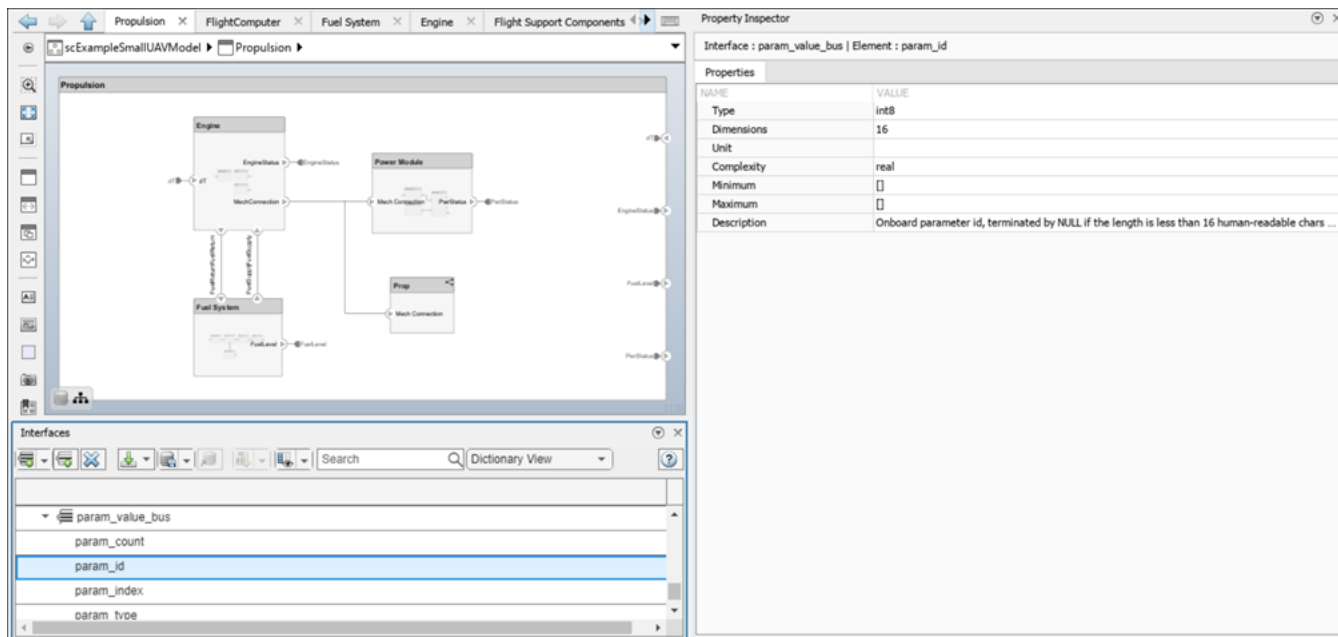 Propulsion
FlightComputer
Fuel System
Engine
Flight Support Components
Property Inspector
scExampleSmallUAVModel
Propulsion
Interface : param_value_bus | Element : param_id
Properties
NAME VALUE
Type int8
Dimensions 16
Unit
Complexity real
Minimum []
Maximum []
Description Onboard parameter id, terminated by NULL if the length is less than 16 human-readable chars ...
Propulsion
Engine
EngineStatus
EngineStatus
dT
dT
MechConnection
Power Module
Mech Connection
PwrStatus
PwrStatus
Prop
Mech Connection
Fuel System
FuelLevel
FuelLevel
dT
EngineStatus
FuelLevel
PwrStatus
Interfaces
Search
Dictionary View
param_value_bus
param_count
param_id
param_index
param_type